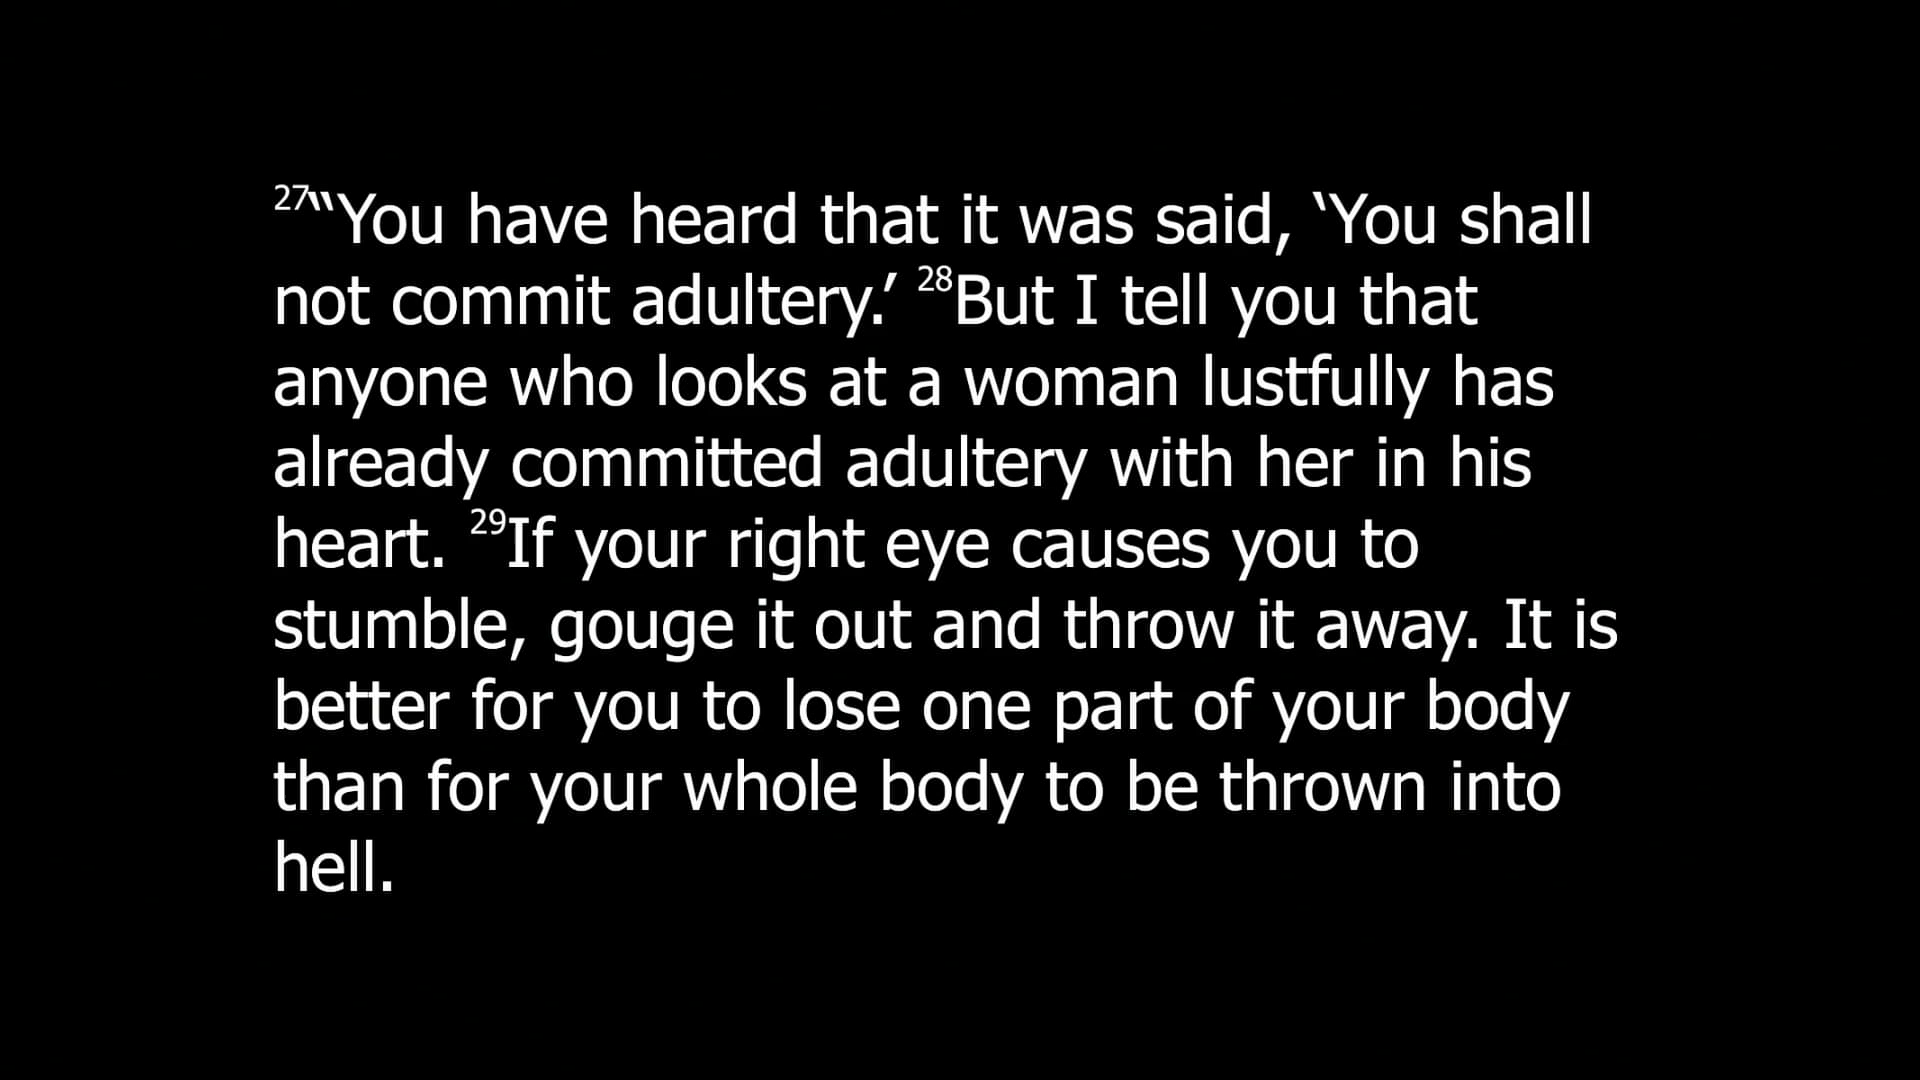 27“You have heard that it was said, ‘You shall
not commit adultery.’ 28But I tell you that
anyone who looks at a woman lustfully has
already committed adultery with her in his
heart. 29If your right eye causes you to
stumble, gouge it out and throw it away. It is
better for you to lose one part of your body
than for your whole body to be thrown into
hell.